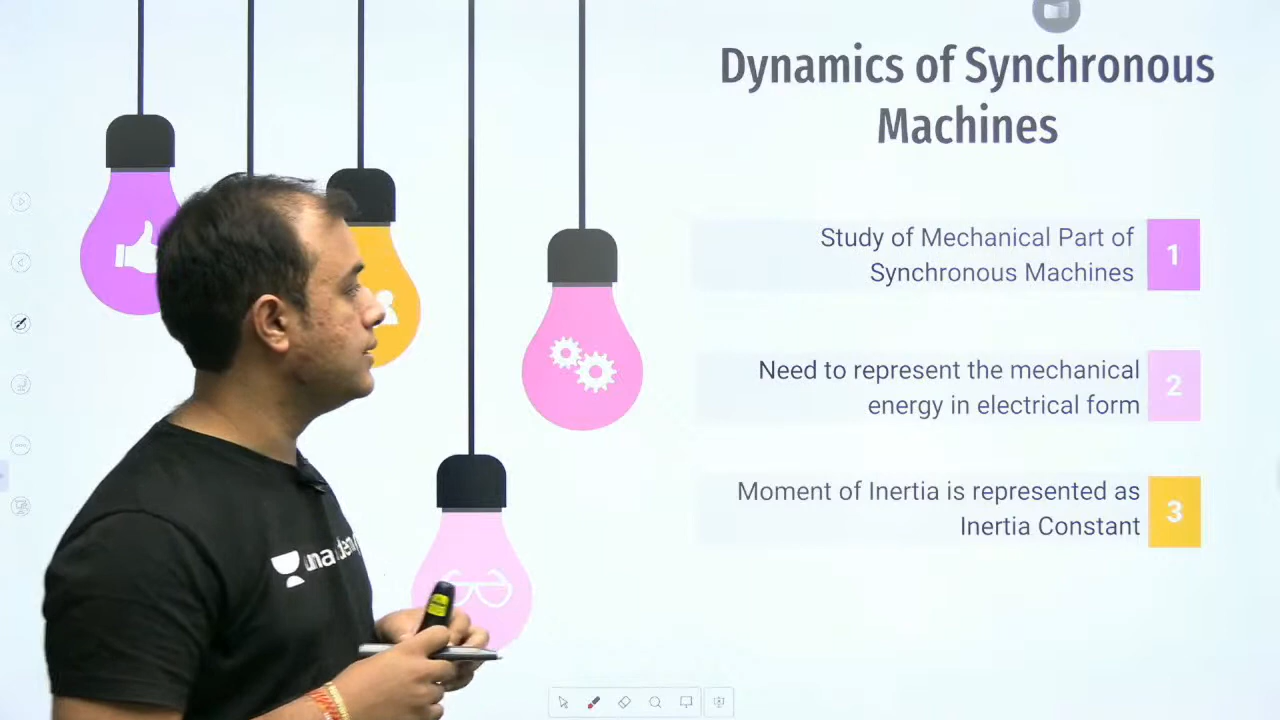 Dynamics of Synchronous
Machines
Study of Mechanical Part of
Synchronous Machines
1
Need to represent the mechanical
energy in electrical form
2
Moment of Inertia is represented as
Inertia Constant
3